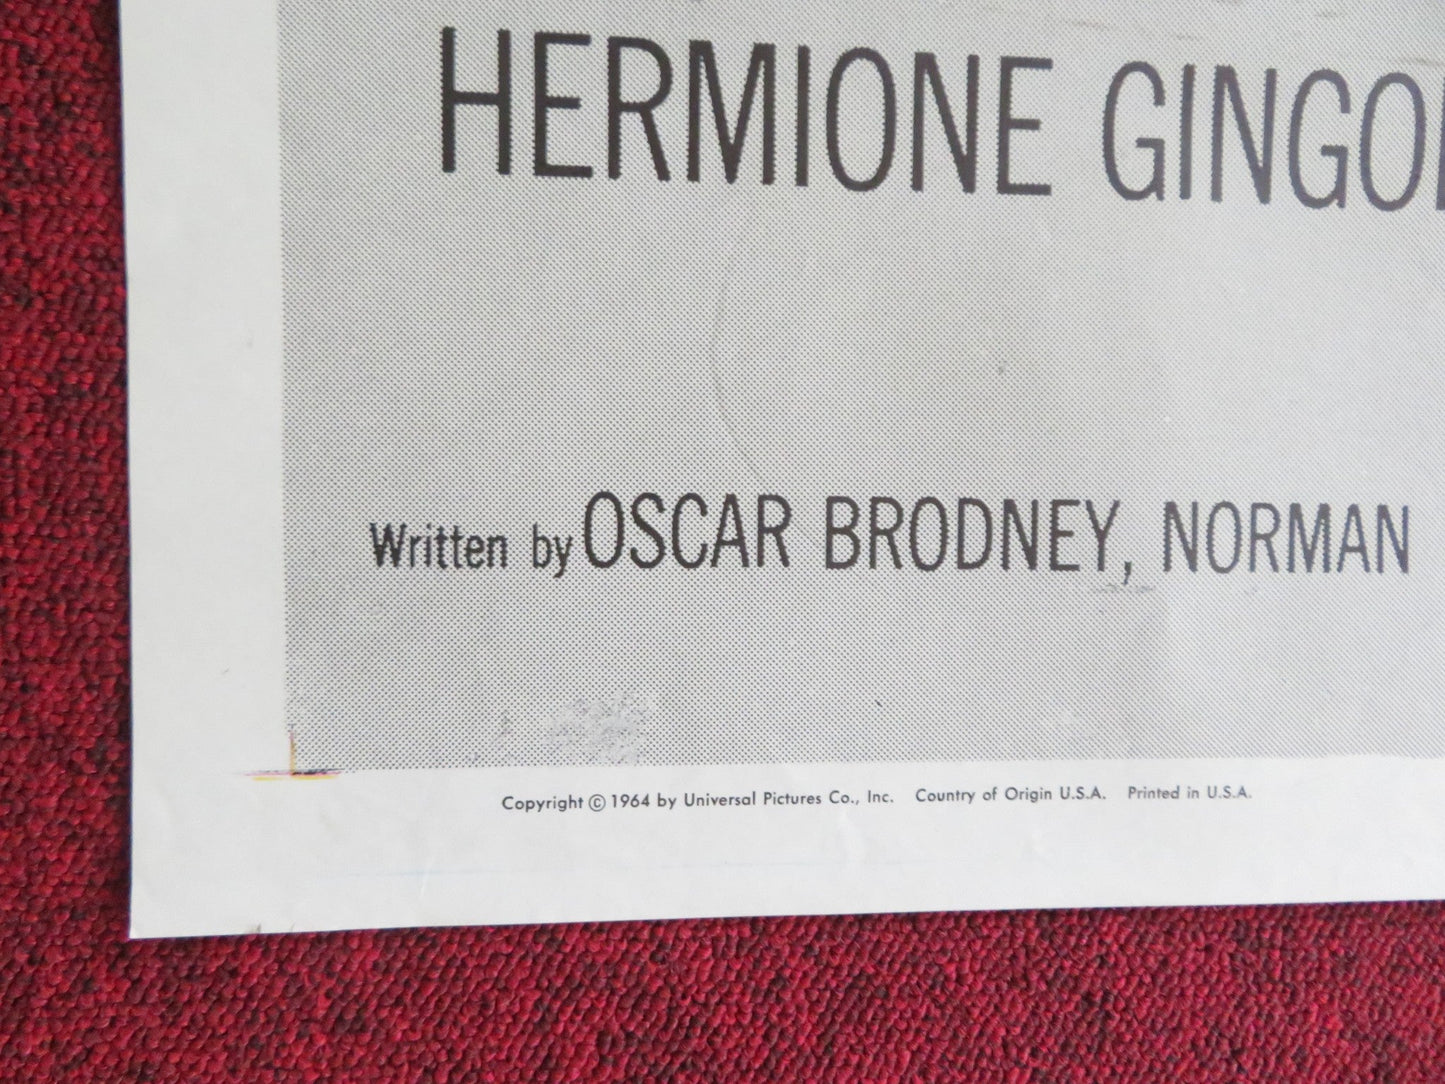 HERMIONE GINGO
Written by OSCAR BRODNEY, NORMAN
Copyright © 1964 by Universal Pictures Co., Inc. Country of Origin U.S.A. Printed in U.S.A.